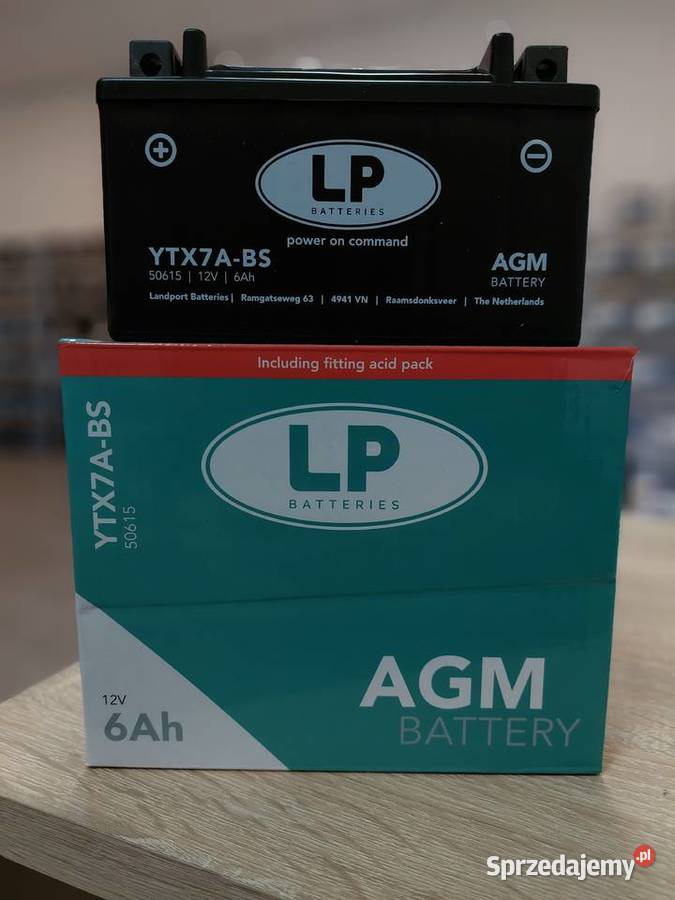 LP
BATTERIES
power on command
YTX7A-BS
50615 | 12V | 6Ah
AGM
BATTERY
Landport Batteries | Ramgatseweg 63 | 4941 VN | Raamsdonksveer | The Netherlands
Including fitting acid pack
YTX7A-BS
50615
LP
BATTERIES
12V
6Ah
AGM
BATTERY
Sprzedajemy.pl